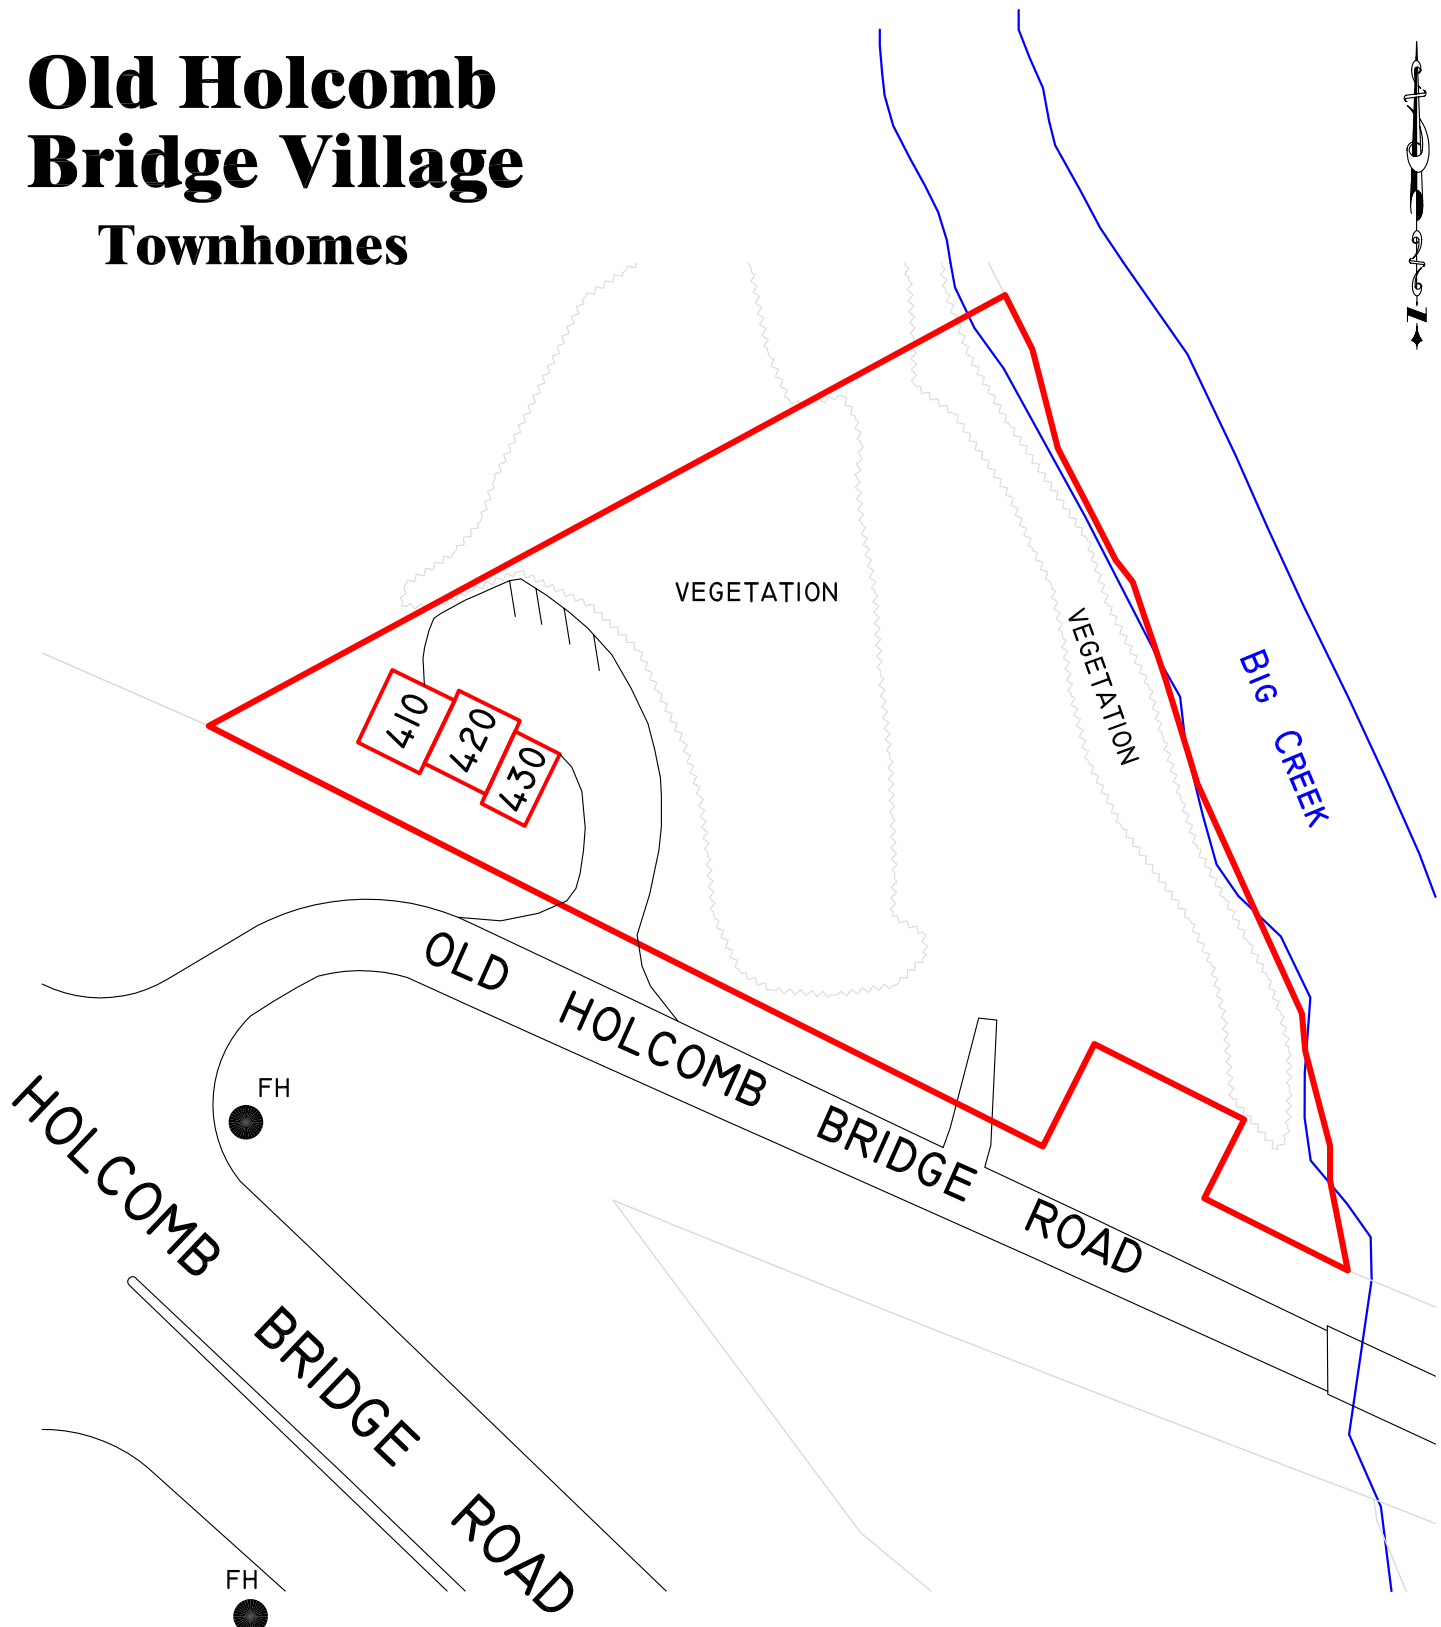 Old Holcomb
Bridge Village
Townhomes
N
VEGETATION
VEGETATION
BIG CREEK
410
420
430
OLD HOLCOMB BRIDGE ROAD
FH
HOLCOMB BRIDGE ROAD
FH